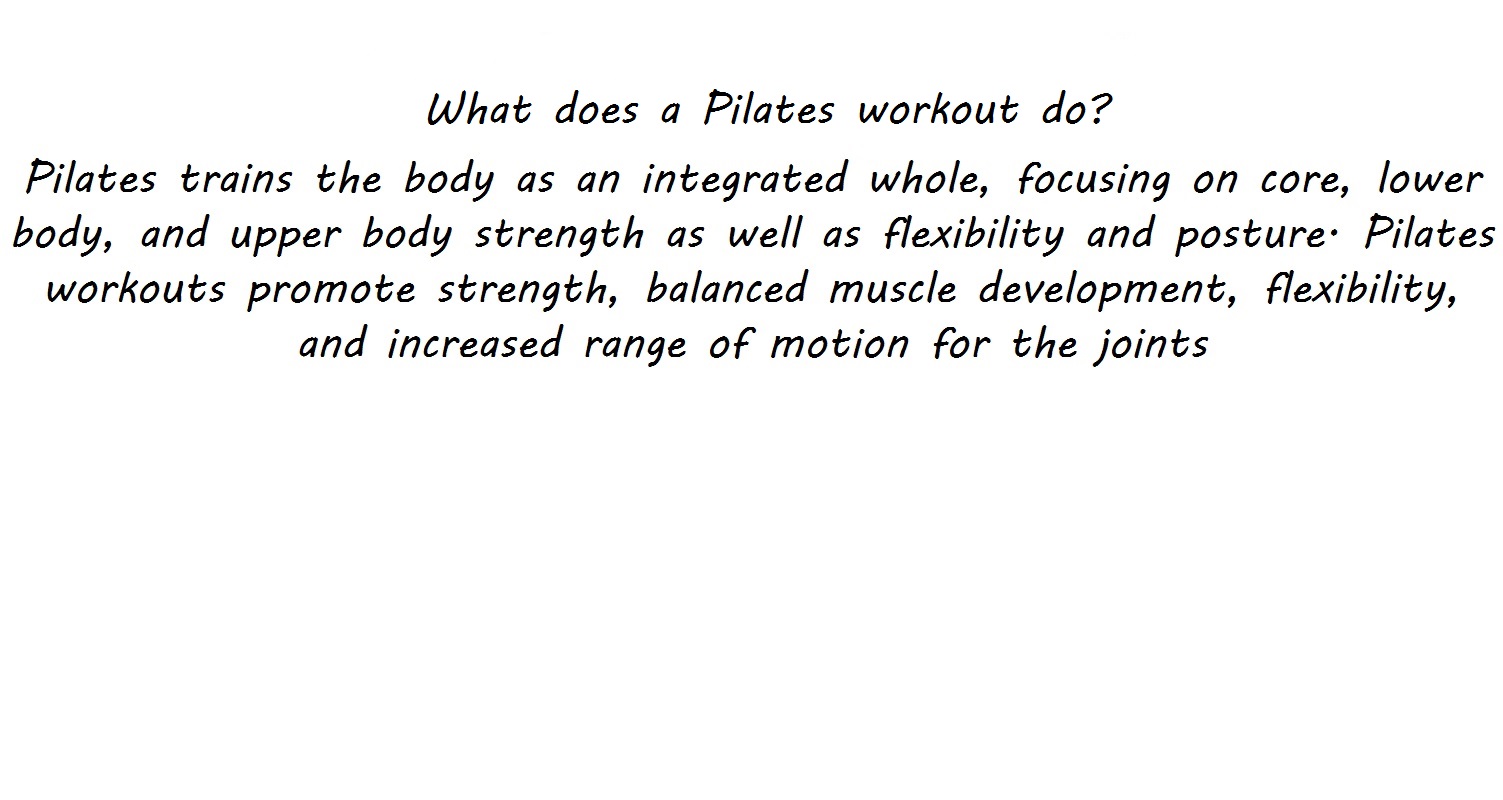 What does a Pilates workout do?
Pilates trains the body as an integrated whole, focusing on core, lower
body, and upper body strength as well as flexibility and posture· Pilates
workouts promote strength, balanced muscle development, flexibility,
and increased range of motion for the joints